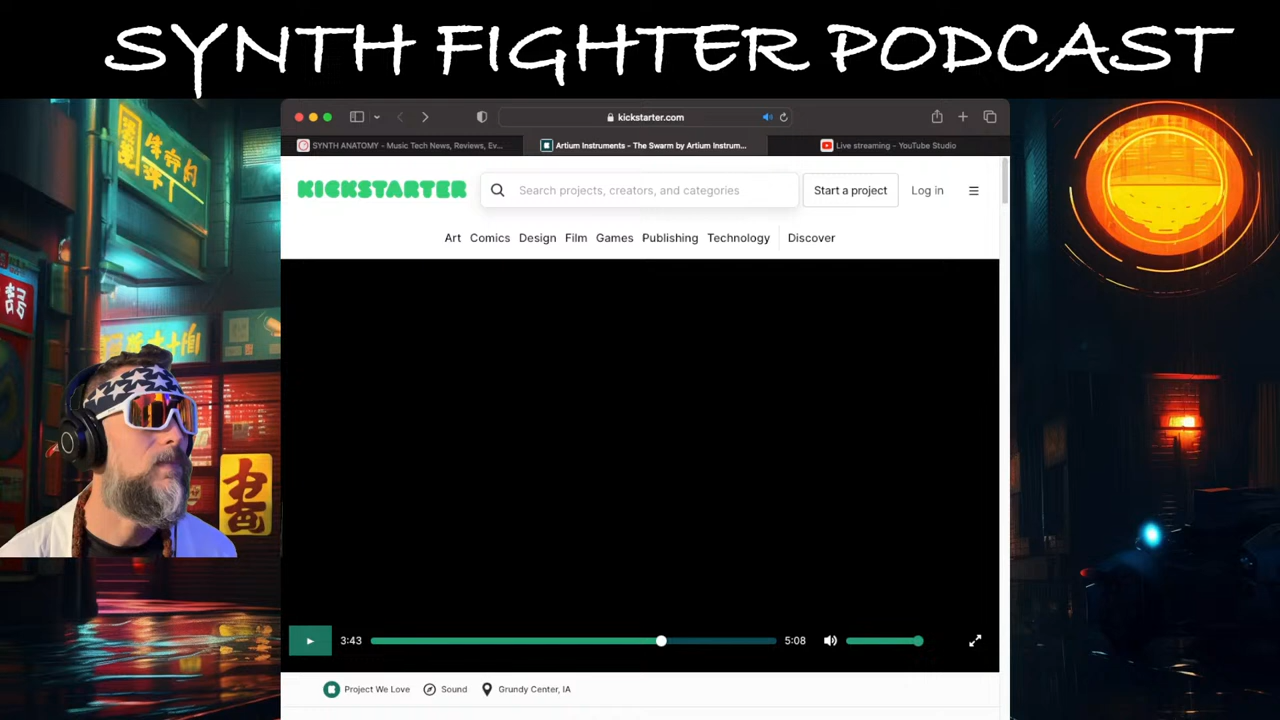 SYNTH FIGHTER PODCAST
kickstarter.com
SYNTH ANATOMY - Music Tech News, Reviews, Ev...
Artium Instruments - The Swarm by Artium Instrum...
Live streaming - YouTube Studio
KICKSTARTER
Search projects, creators, and categories
Start a project
Log in
Art Comics Design Film Games Publishing Technology Discover
3:43
5:08
Project We Love
Sound
Grundy Center, IA